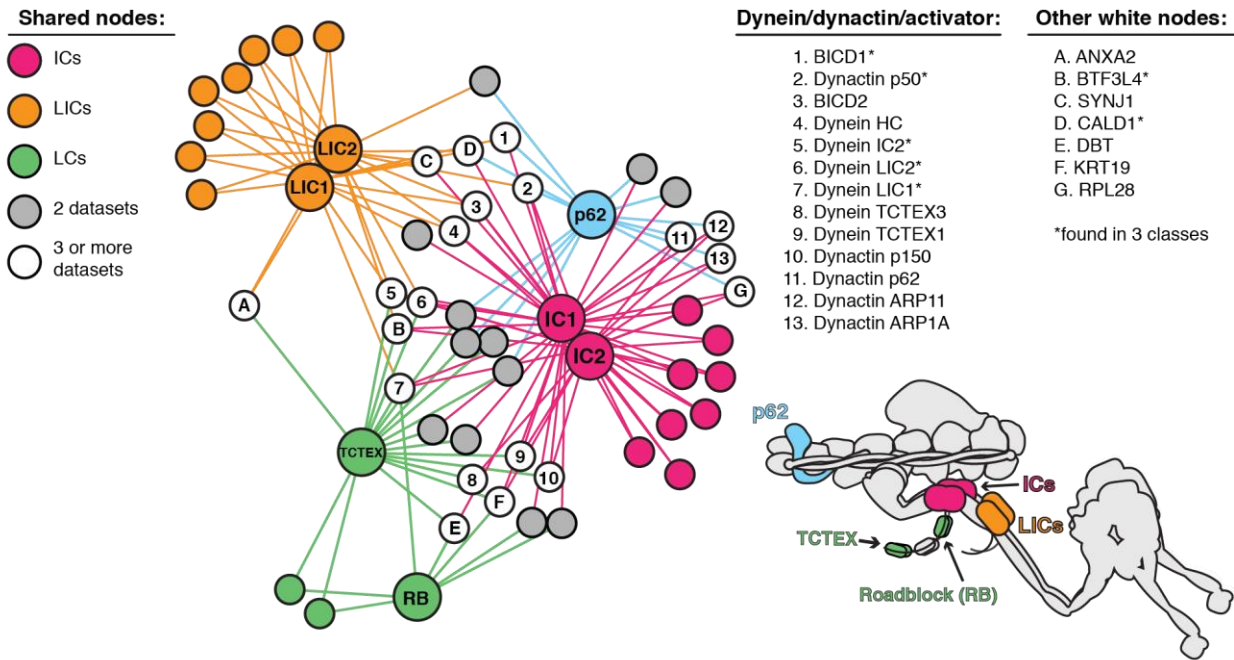 Shared nodes:
ICs
LICs
LCs
2 datasets
3 or more
datasets
LIC2
LIC1
C
D
1
2
3
4
p62
11
12
13
G
A
5
6
B
7
IC1
IC2
TCTEX
9
8
10
F
E
RB
Dynein/dynactin/activator:
1. BICD1*
2. Dynactin p50*
3. BICD2
4. Dynein HC
5. Dynein IC2*
6. Dynein LIC2*
7. Dynein LIC1*
8. Dynein TCTEX3
9. Dynein TCTEX1
10. Dynactin p150
11. Dynactin p62
12. Dynactin ARP11
13. Dynactin ARP1A
Other white nodes:
A. ANXA2
B. BTF3L4*
C. SYNJ1
D. CALD1*
E. DBT
F. KRT19
G. RPL28
*found in 3 classes
p62
ICs
LICs
TCTEX
Roadblock (RB)